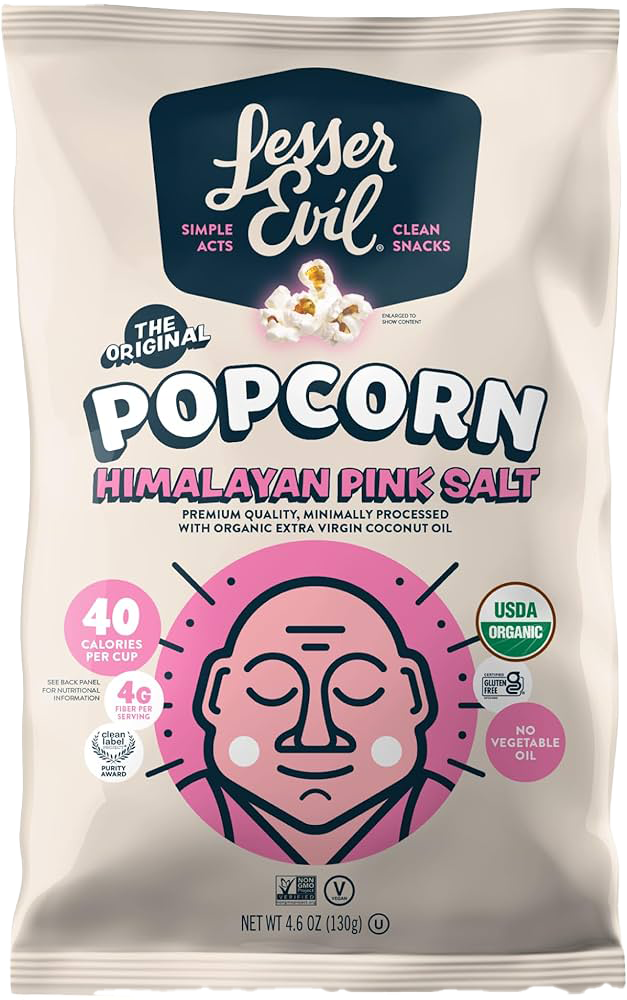 Lesser
Evil®
SIMPLE ACTS
CLEAN SNACKS
ENLARGED TO
SHOW CONTENT
THE
ORIGINAL
POPCORN
HIMALAYAN PINK SALT
PREMIUM QUALITY, MINIMALLY PROCESSED
WITH ORGANIC EXTRA VIRGIN COCONUT OIL
40
CALORIES
PER CUP
SEE BACK PANEL
FOR NUTRITIONAL
INFORMATION
4G
FIBER PER
SERVING
clean
label
PROJECT
PURITY
AWARD
USDA
ORGANIC
CERTIFIED
GLUTEN
FREE
NO
VEGETABLE
OIL
NON
GMO
Project
VERIFIED
V
VEGAN
NET WT 4.6 OZ (130g) U